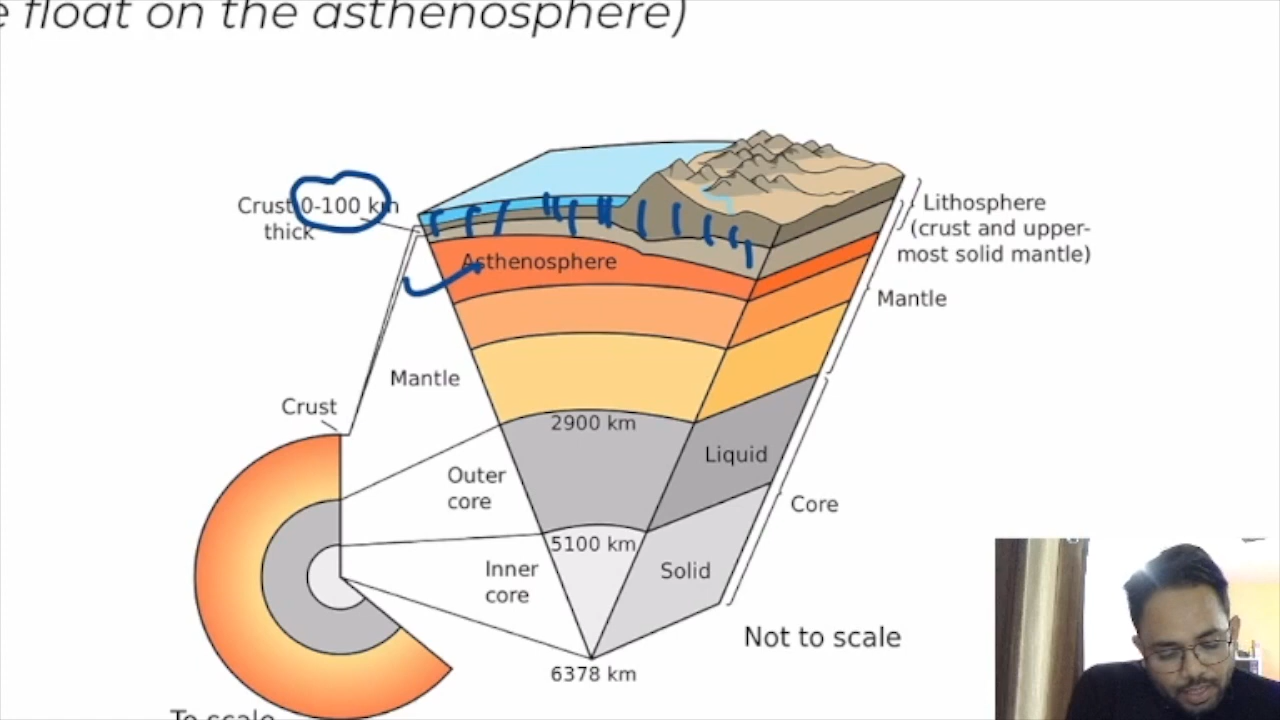 e float on the asthenosphere)
Crust 0-100 km
thick
Lithosphere
(crust and upper-
most solid mantle)
Asthenosphere
Mantle
Mantle
Crust
2900 km
Liquid
Outer
core
Core
5100 km
Inner
core
Solid
Not to scale
6378 km
To scale